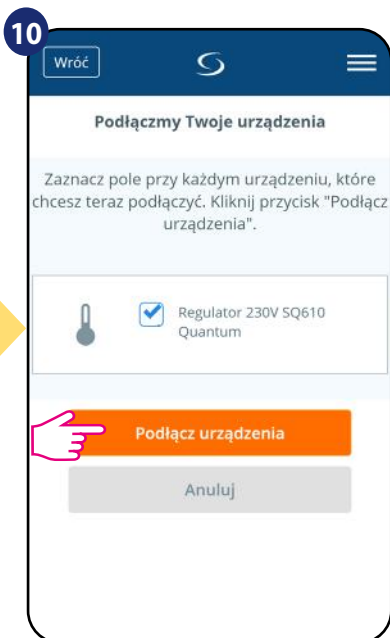 10
Wróć
Podłączmy Twoje urządzenia
Zaznacz pole przy każdym urządzeniu, które
chcesz teraz podłączyć. Kliknij przycisk "Podłącz
urządzenia".
Regulator 230V SQ610
Quantum
Podłącz urządzenia
Anuluj